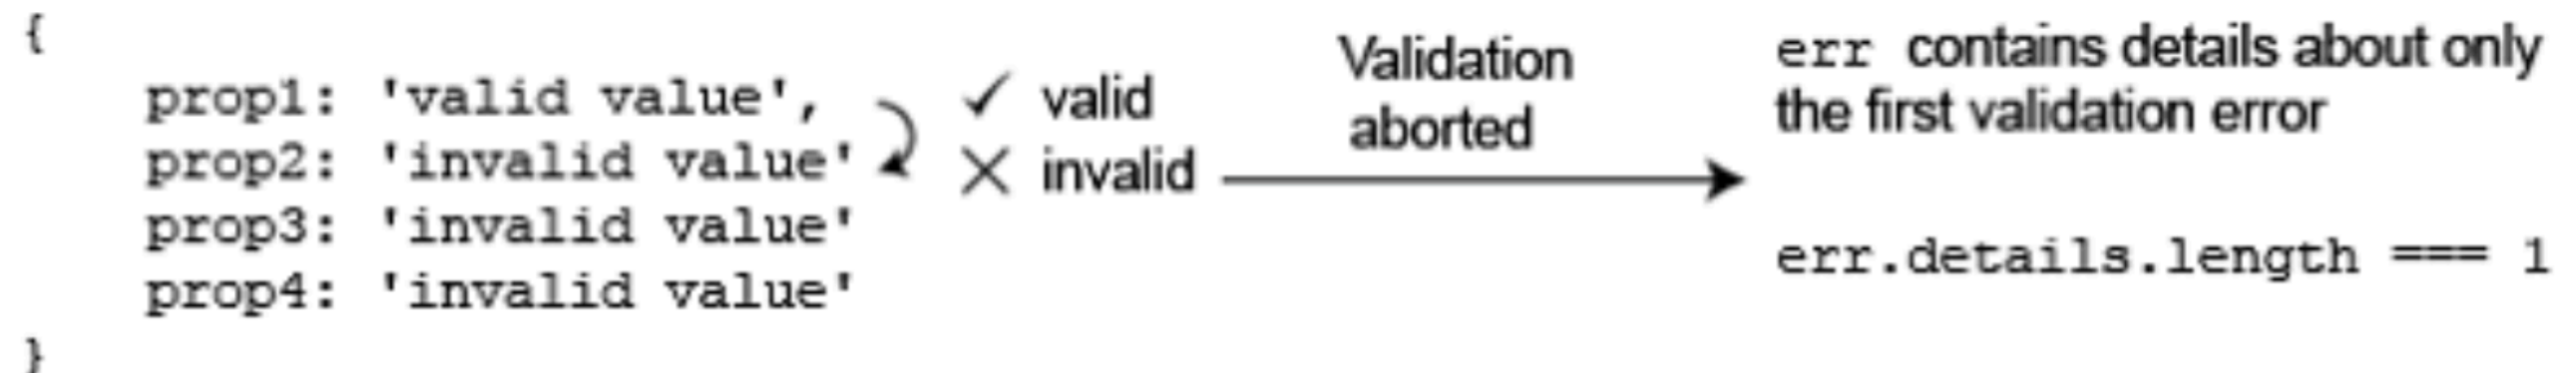 {
prop1: 'valid value',
prop2: 'invalid value'
prop3: 'invalid value'
prop4: 'invalid value'
}
valid
invalid
Validation
aborted
err contains details about only
the first validation error
err.details.length === 1